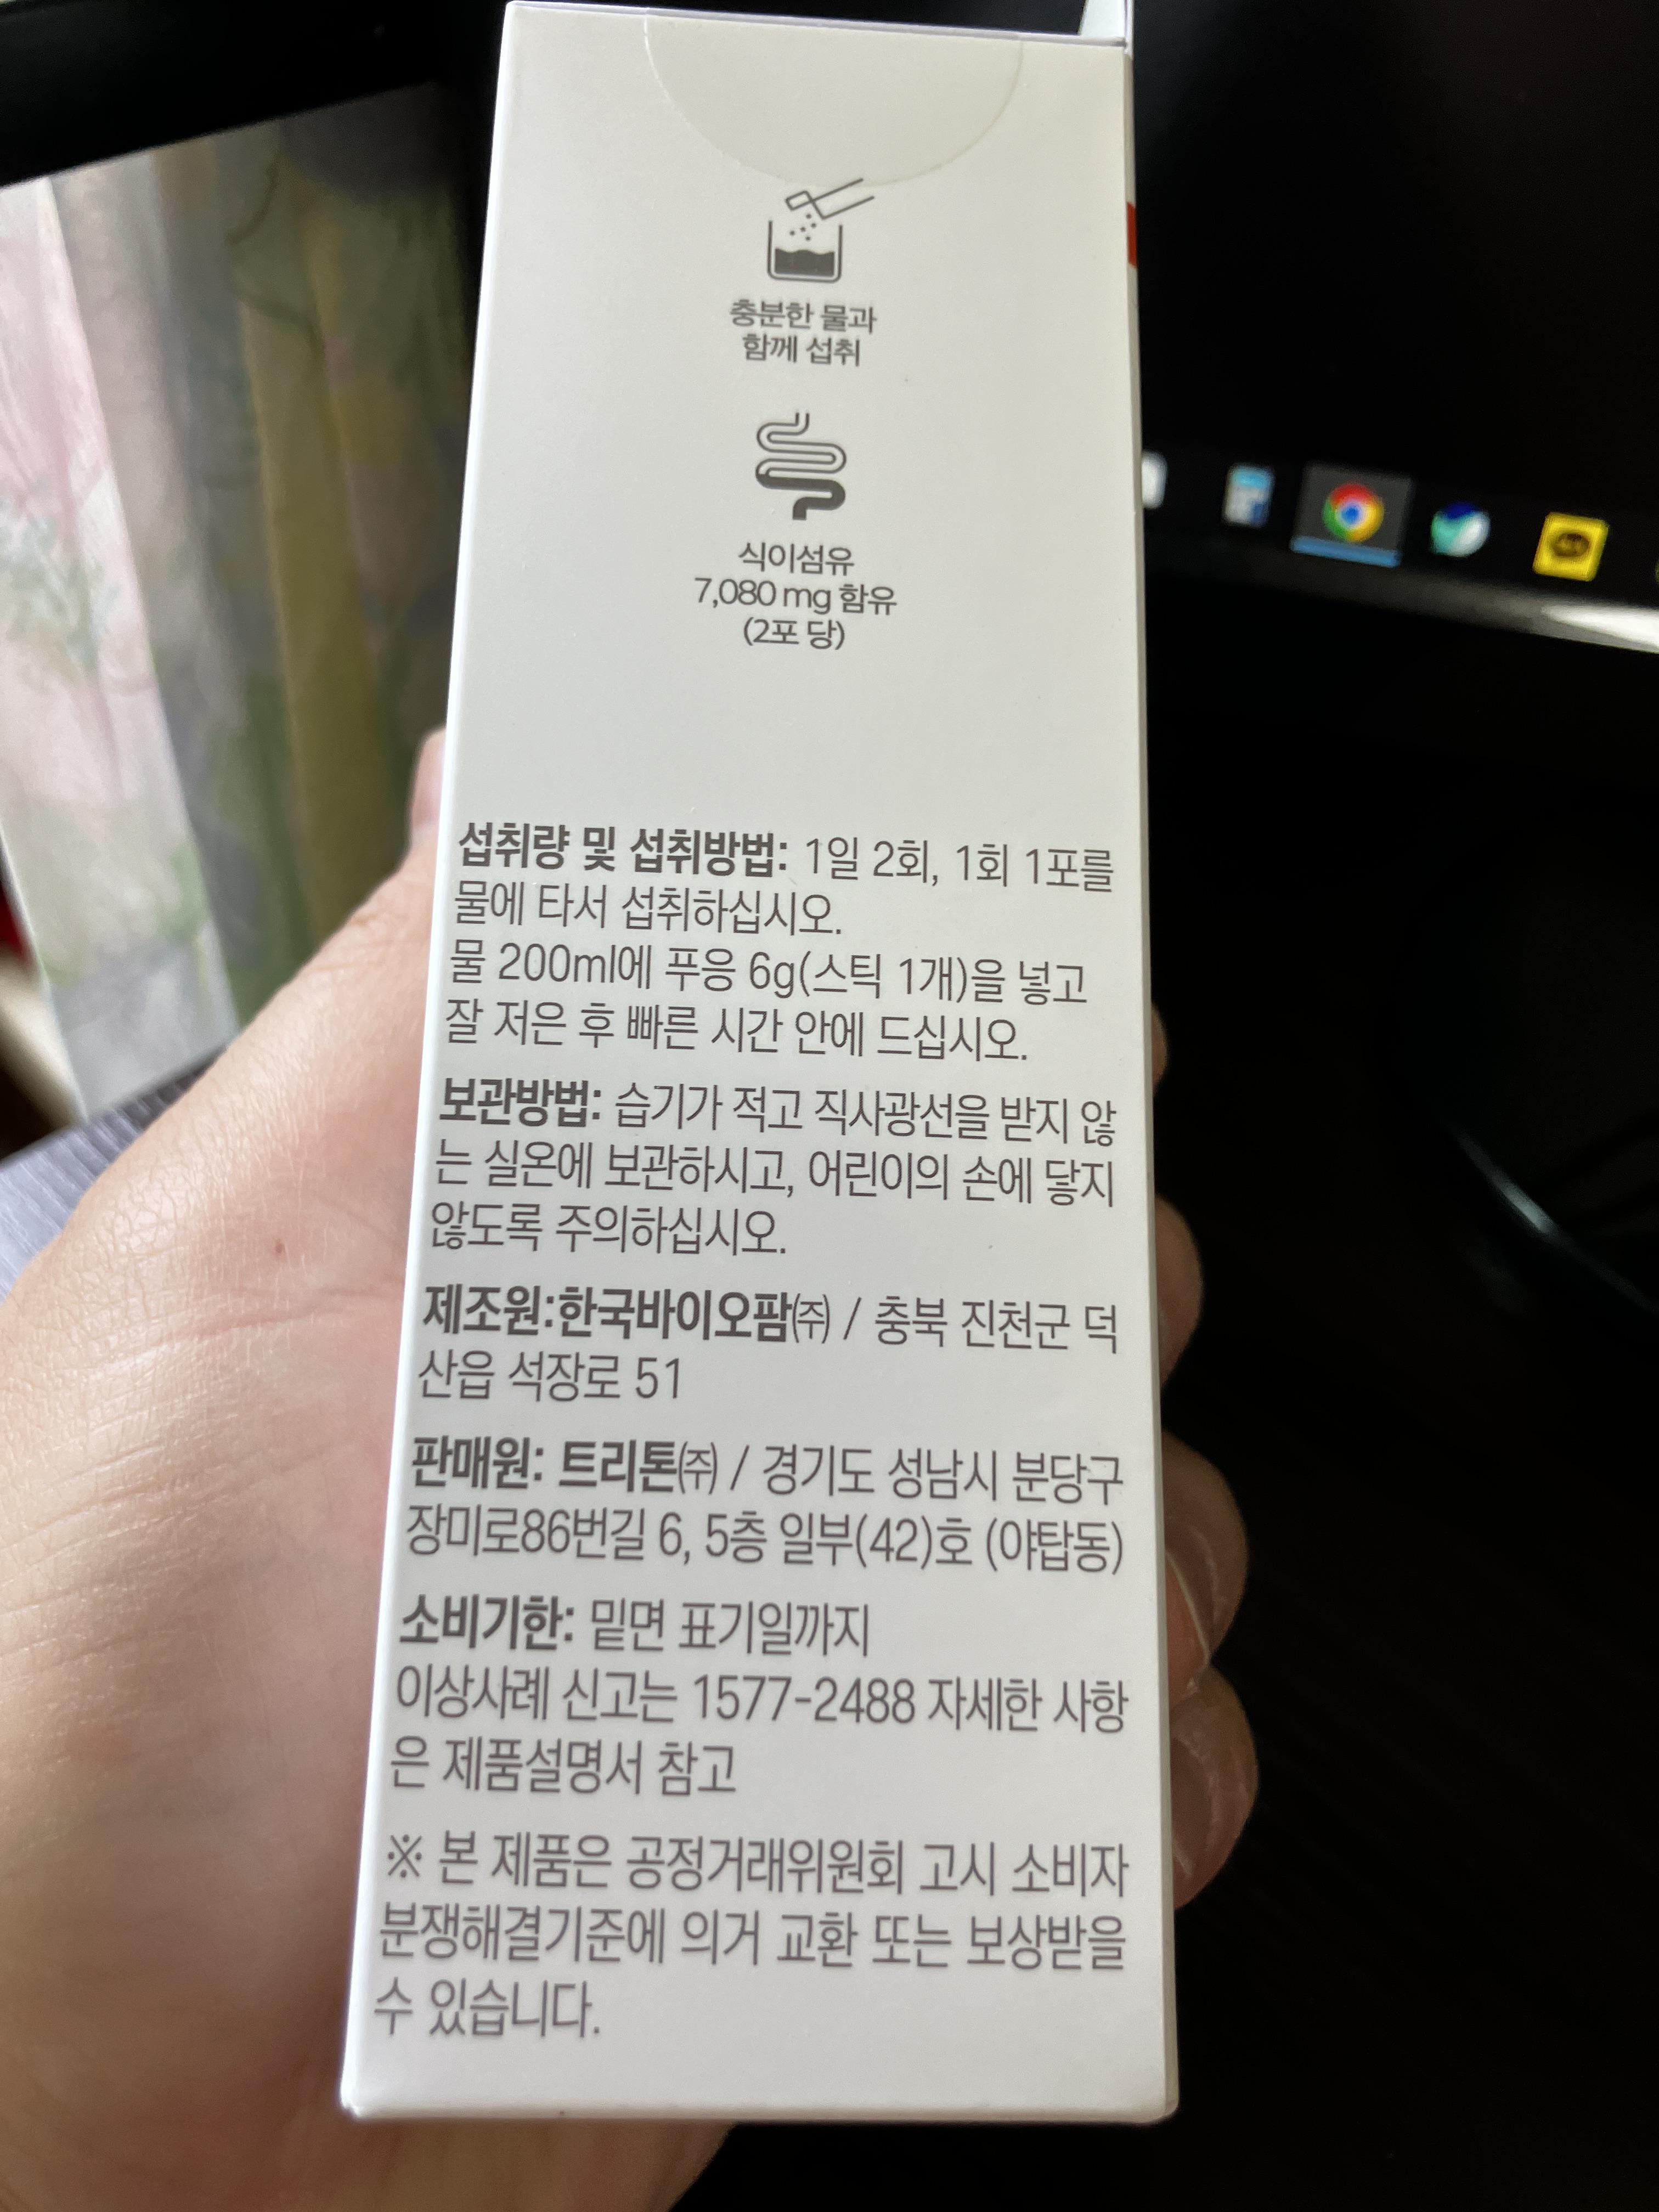 충분한 물과
함께 섭취
식이섬유
7,080 mg 함유
(2포 당)
섭취량 및 섭취방법: 1일 2회, 1회 1포를
물에 타서 섭취하십시오.
물 200ml에 푸응 6g(스틱 1개)을 넣고
잘 저은 후 빠른 시간 안에 드십시오.
보관방법: 습기가 적고 직사광선을 받지 않
는 실온에 보관하시고, 어린이의 손에 닿지
않도록 주의하십시오.
제조원:한국바이오팜㈜ / 충북 진천군 덕
산읍 석장로 51
판매원: 트리톤㈜ / 경기도 성남시 분당구
장미로86번길 6, 5층 일부(42)호 (야탑동)
소비기한: 밑면 표기일까지
이상사례 신고는 1577-2488 자세한 사항
은 제품설명서 참고
※ 본 제품은 공정거래위원회 고시 소비자
분쟁해결기준에 의거 교환 또는 보상받을
수 있습니다.